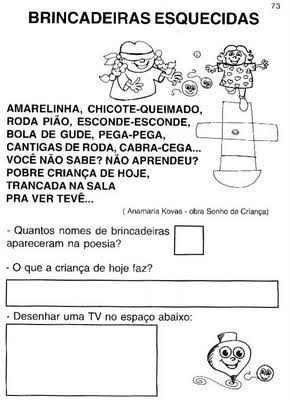 73
BRINCADEIRAS ESQUECIDAS
AMARELINHA, CHICOTE-QUEIMADO,
RODA PIÃO, ESCONDE-ESCONDE,
BOLA DE GUDE, PEGA-PEGA,
CANTIGAS DE RODA, CABRA-CEGA...
VOCÊ NÃO SABE? NÃO APRENDEU?
POBRE CRIANÇA DE HOJE,
TRANCADA NA SALA
PRA VER TEVÊ...
( Anamaria Kovas - obra Sonho de Criança)
- Quantos nomes de brincadeiras
apareceram na poesia?
- O que a criança de hoje faz?
- Desenhar uma TV no espaço abaixo: